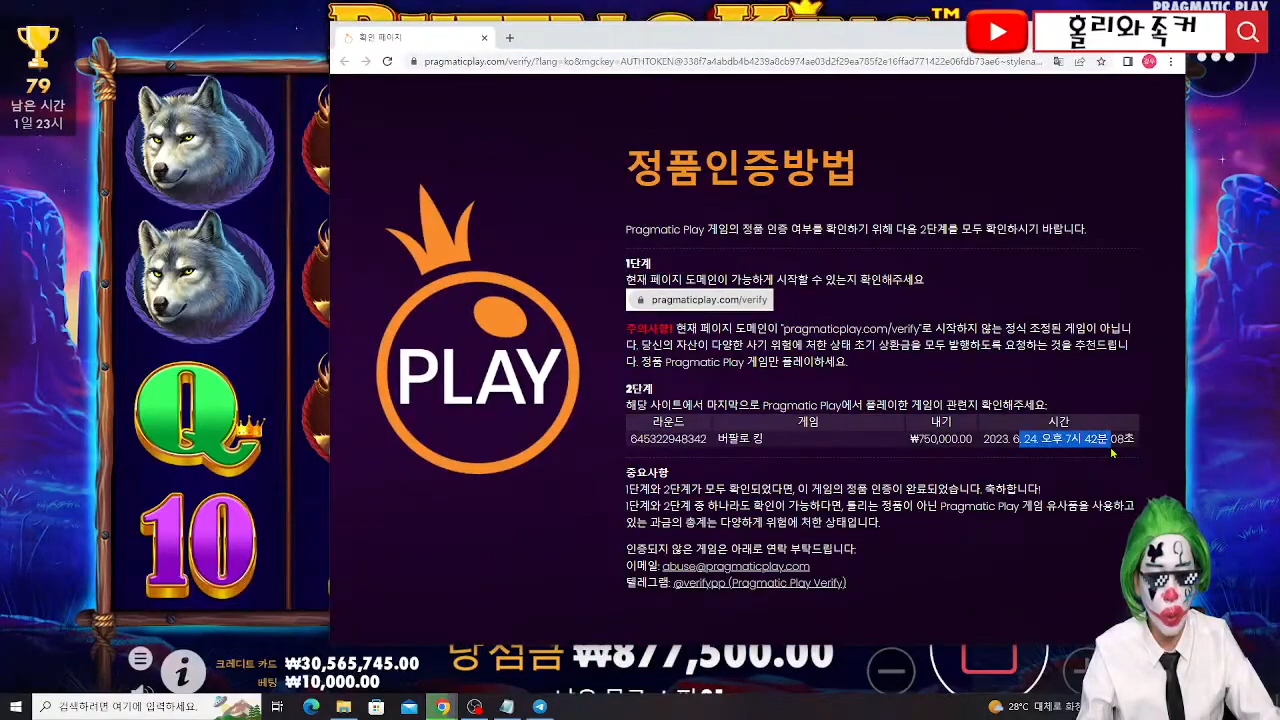 PRAGMATIC PLAY
TM
홀리와 족커
79
남은 시간
1일 23시
확인 페이지
정품인증방법
Pragmatic Play 게임의 정품 인증 여부를 확인하기 위해 다음 2단계를 모두 확인하시기 바랍니다.
1단계
현재 페이지 도메인이 가능하게 시작할 수 있는지 확인해주세요
pragmaticplay.com/verify
주의사항! 현재 페이지 도메인이 "pragmaticplay.com/verify"로 시작하지 않는 정식 조정된 게임이 아닙니
다. 당신의 자산이 다양한 사기 위험에 처한 상태 초기 상환금을 모두 발행하도록 요청하는 것을 추천드립니
다. 정품 Pragmatic Play 게임만 플레이하세요.
PLAY
2단계
해당 사이트에서 마지막으로 Pragmatic Play에서 플레이한 게임이 관련지 확인해주세요:
라운드 게임 내기 시간
645322948342 버팔로 킹 ₩750,000.00 2023. 6. 24. 오후 7시 42분 08초
중요사항
1단계와 2단계가 모두 확인되었다면, 이 게임의 정품 인증이 완료되었습니다. 축하합니다!
1단계와 2단계 중 하나라도 확인이 가능하다면, 틀리는 정품이 아닌 Pragmatic Play 게임 유사품을 사용하고
있는 과금의 총계는 다양하게 위험에 처한 상태입니다.
인증되지 않은 게임은 아래로 연락 부탁드립니다:
이메일: abuse@pragmaticplay.com
텔레그램: @verifypp (Pragmatic Play Verify)
Q
10
크레디트 카드 ₩30,565,745.00
베팅 ₩10,000.00
당첨금 ₩877,500.00
검색하려면 여기에 입력하십시오.
28°C 대체로 화창